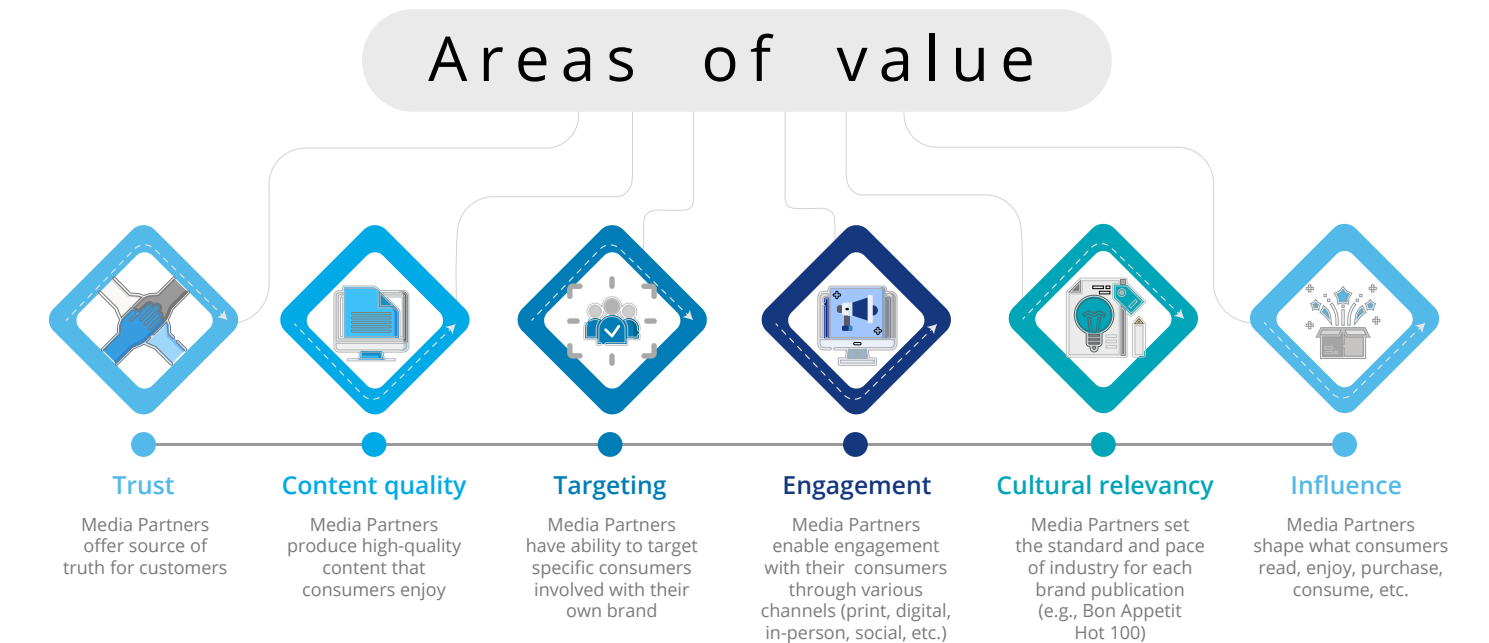 Areas of value
Trust
Media Partners
offer source of
truth for customers
Content quality
Media Partners
produce high-quality
content that
consumers enjoy
Targeting
Media Partners
have ability to target
specific consumers
involved with their
own brand
Engagement
Media Partners
enable engagement
with their consumers
through various
channels (print, digital,
in-person, social, etc.)
Cultural relevancy
Media Partners set
the standard and pace
of industry for each
brand publication
(e.g., Bon Appetit
Hot 100)
Influence
Media Partners
shape what consumers
read, enjoy, purchase,
consume, etc.